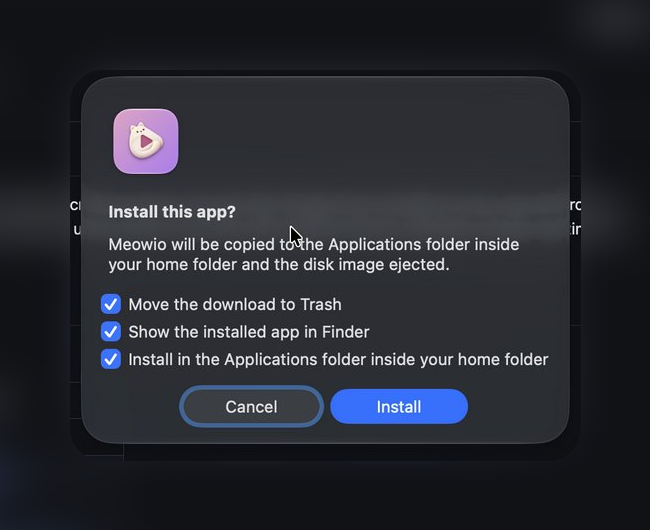 Install this app?
Meowio will be copied to the Applications folder inside
your home folder and the disk image ejected.
Move the download to Trash
Show the installed app in Finder
Install in the Applications folder inside your home folder
Cancel
Install